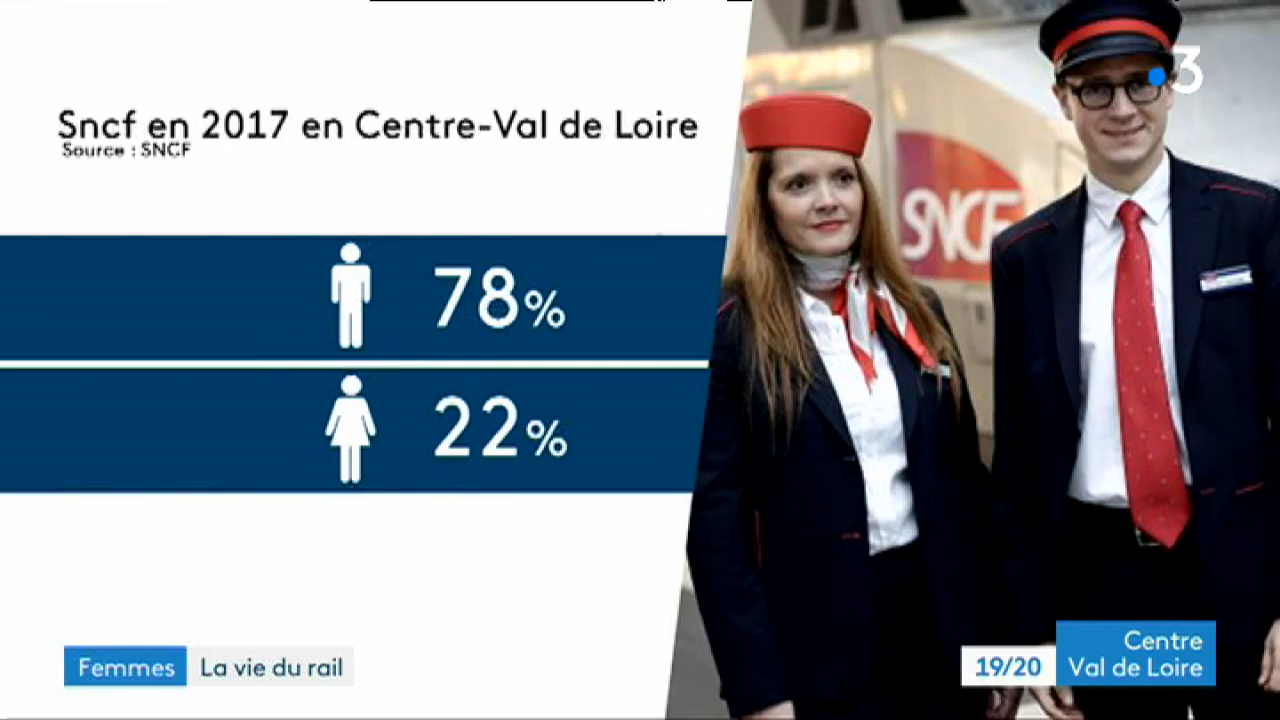 Sncf en 2017 en Centre-Val de Loire
Source : SNCF
78%
22%
Femmes La vie du rail
3
SNCF
19/20
Centre
Val de Loire